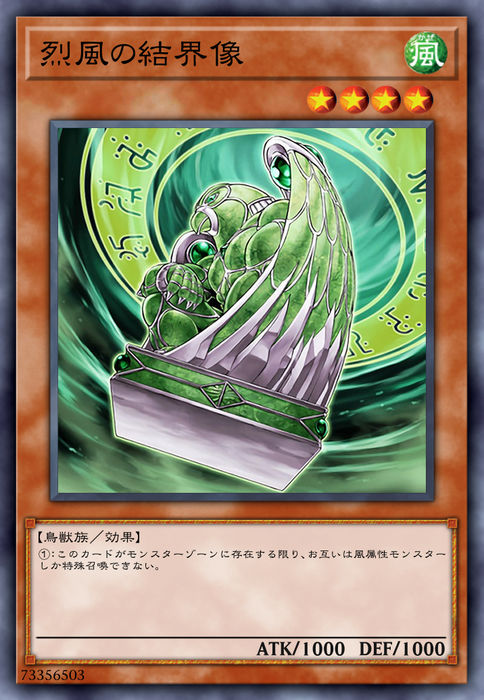 烈風の結界像
かぜ
風
【鳥獣族／効果】
①：このカードがモンスターゾーンに存在する限り、お互いは風属性モンスター
しか特殊召喚できない。
ATK/1000 DEF/1000
73356503